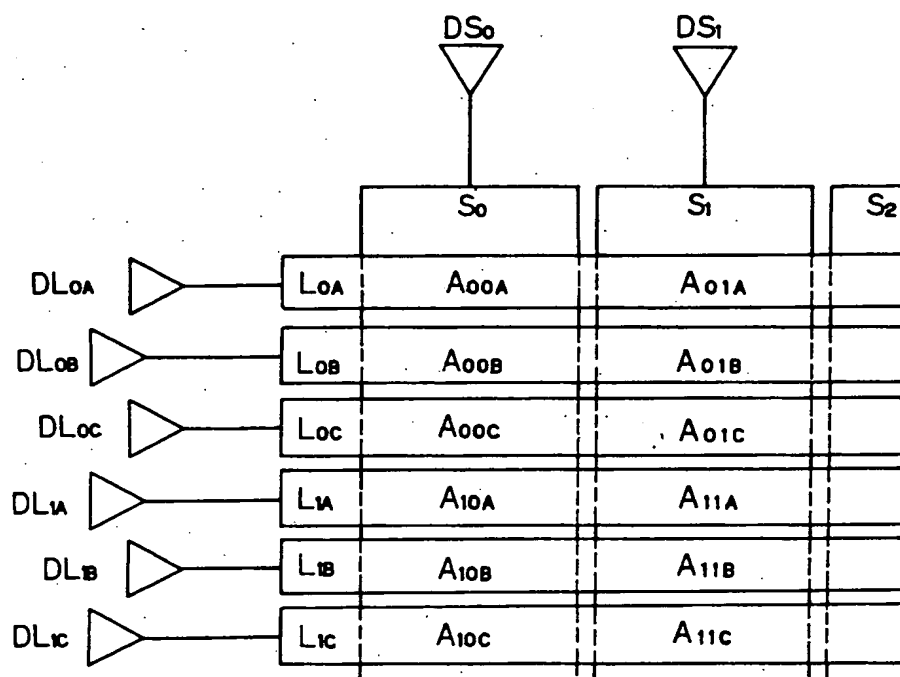 DS0 DS1
S0 S1 S2
DL0A L0A A00A A01A
DL0B L0B A00B A01B
DL0C L0C A00C A01C
DL1A L1A A10A A11A
DL1B L1B A10B A11B
DL1C L1C A10C A11C